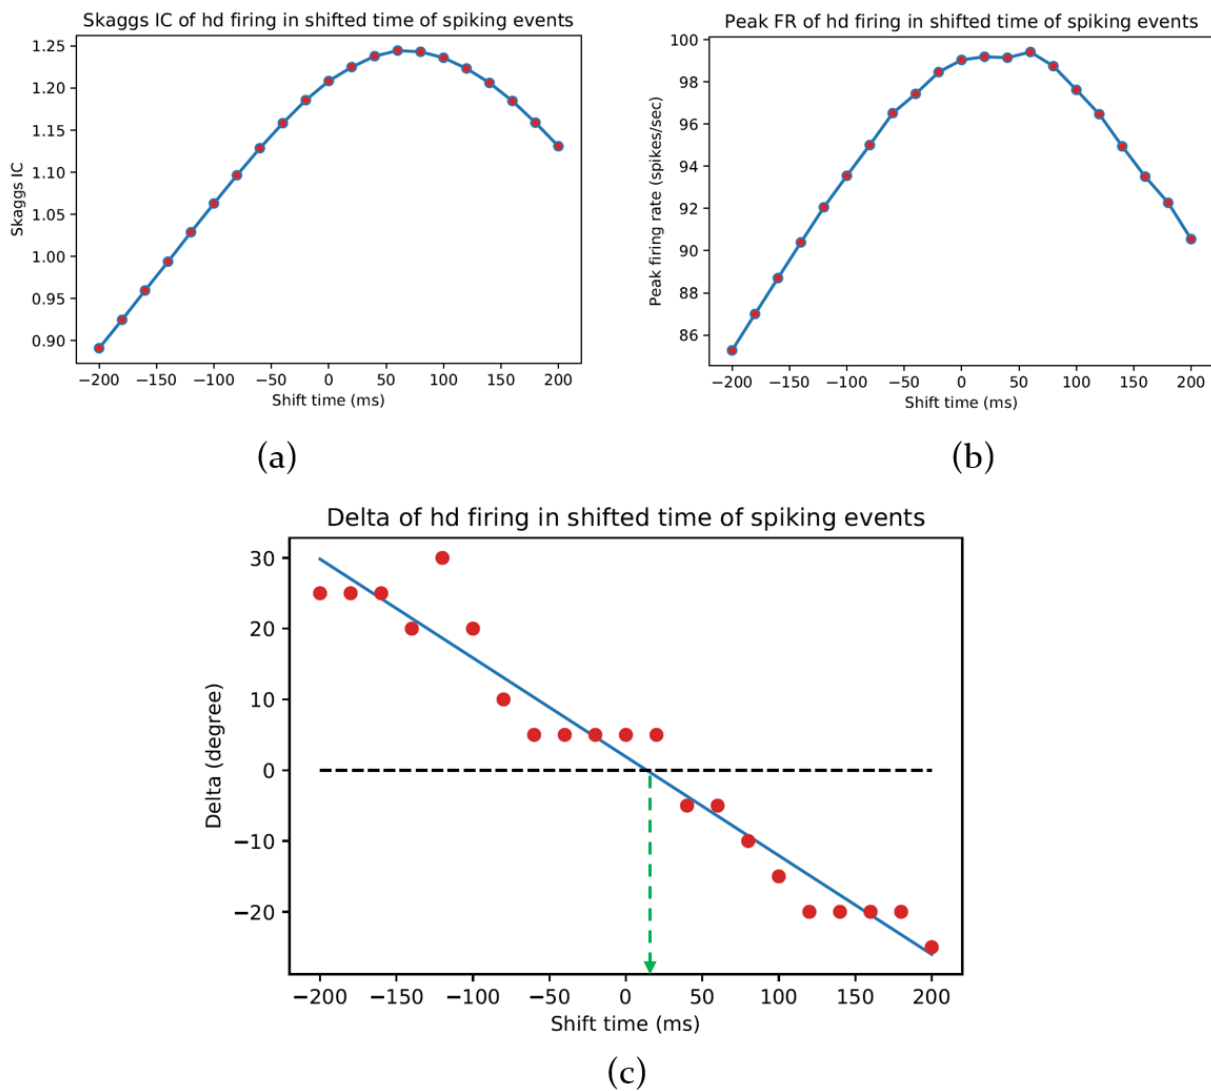 Skaggs IC of hd firing in shifted time of spiking events
1.25
1.20
1.15
1.10
1.05
1.00
0.95
0.90
Skaggs IC
−200 −150 −100 −50 0 50 100 150 200
Shift time (ms)
(a)
Peak FR of hd firing in shifted time of spiking events
100
98
96
94
92
90
88
86
Peak firing rate (spikes/sec)
−200 −150 −100 −50 0 50 100 150 200
Shift time (ms)
(b)
Delta of hd firing in shifted time of spiking events
30
20
10
0
−10
−20
Delta (degree)
−200 −150 −100 −50 0 50 100 150 200
Shift time (ms)
(c)